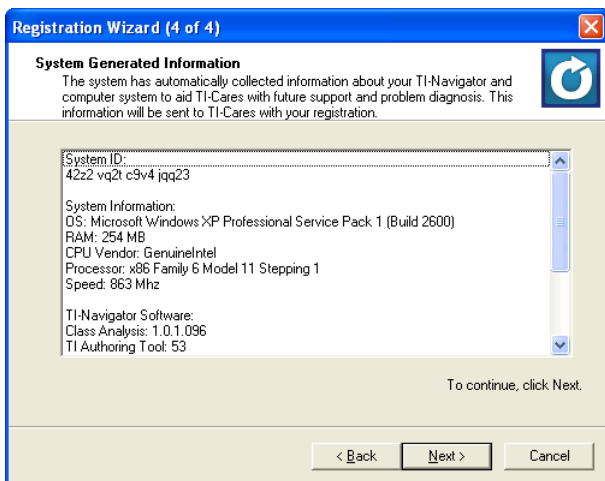 Registration Wizard (4 of 4)
System Generated Information
The system has automatically collected information about your TI-Navigator and
computer system to aid TI-Cares with future support and problem diagnosis. This
information will be sent to TI-Cares with your registration.
System ID:
42z2 vq2t c9v4 jqq23
System Information:
OS: Microsoft Windows XP Professional Service Pack 1 (Build 2600)
RAM: 254 MB
CPU Vendor: GenuineIntel
Processor: x86 Family 6 Model 11 Stepping 1
Speed: 863 Mhz
TI-Navigator Software:
Class Analysis: 1.0.1.096
TI Authoring Tool: 53
To continue, click Next.
< Back
Next >
Cancel